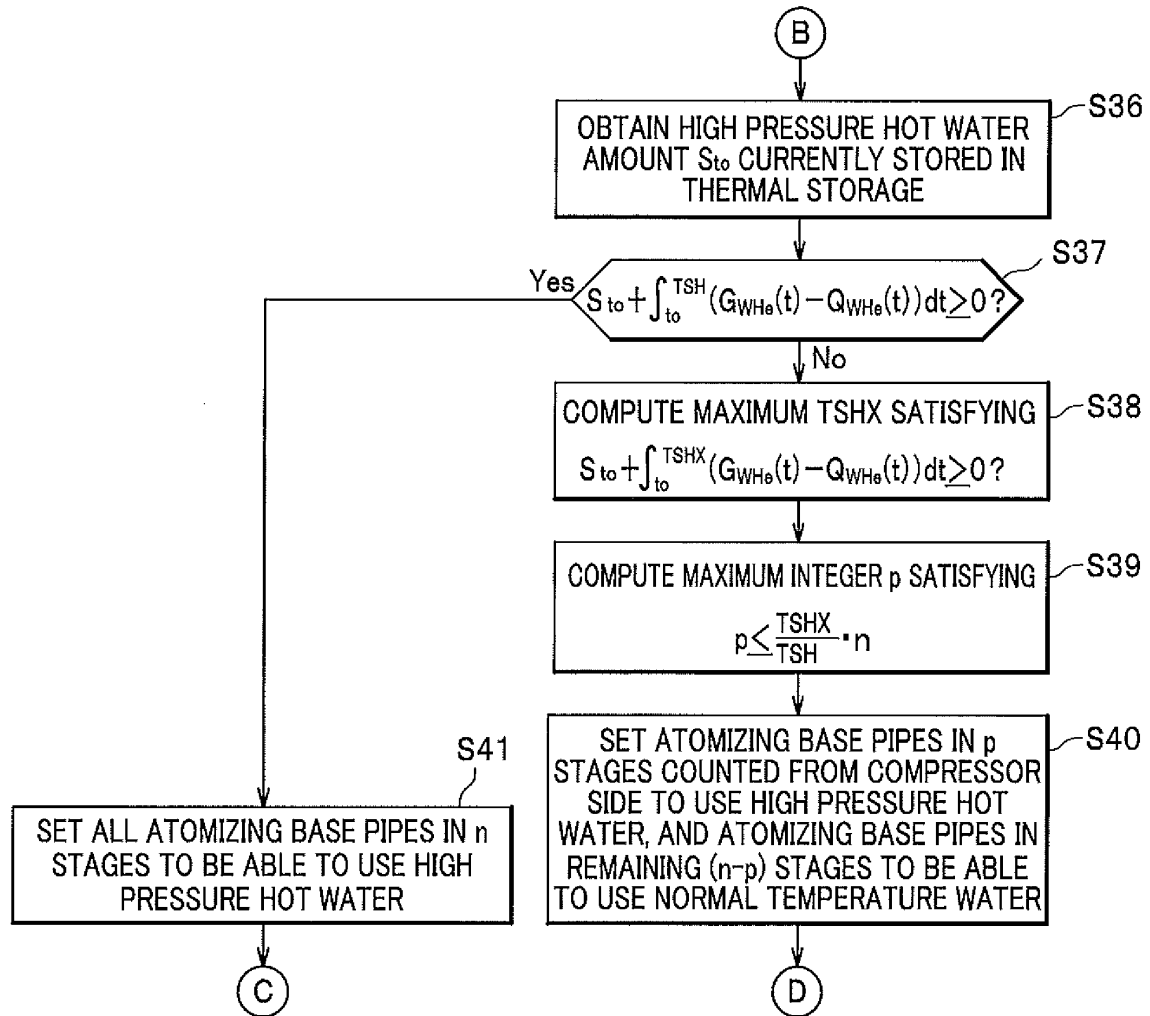 B
S36
OBTAIN HIGH PRESSURE HOT WATER
AMOUNT Sto CURRENTLY STORED IN
THERMAL STORAGE
S37
Yes
Sto+∫to^TSH(GWHe(t)-QWHe(t))dt≥0?
No
S38
COMPUTE MAXIMUM TSHX SATISFYING
Sto+∫to^TSHX(GWHe(t)-QWHe(t))dt≥0?
S39
COMPUTE MAXIMUM INTEGER p SATISFYING
p≤TSHX/TSH·n
S40
SET ATOMIZING BASE PIPES IN p
STAGES COUNTED FROM COMPRESSOR
SIDE TO USE HIGH PRESSURE HOT
WATER, AND ATOMIZING BASE PIPES IN
REMAINING (n-p) STAGES TO BE ABLE
TO USE NORMAL TEMPERATURE WATER
S41
SET ALL ATOMIZING BASE PIPES IN n
STAGES TO BE ABLE TO USE HIGH
PRESSURE HOT WATER
C
D